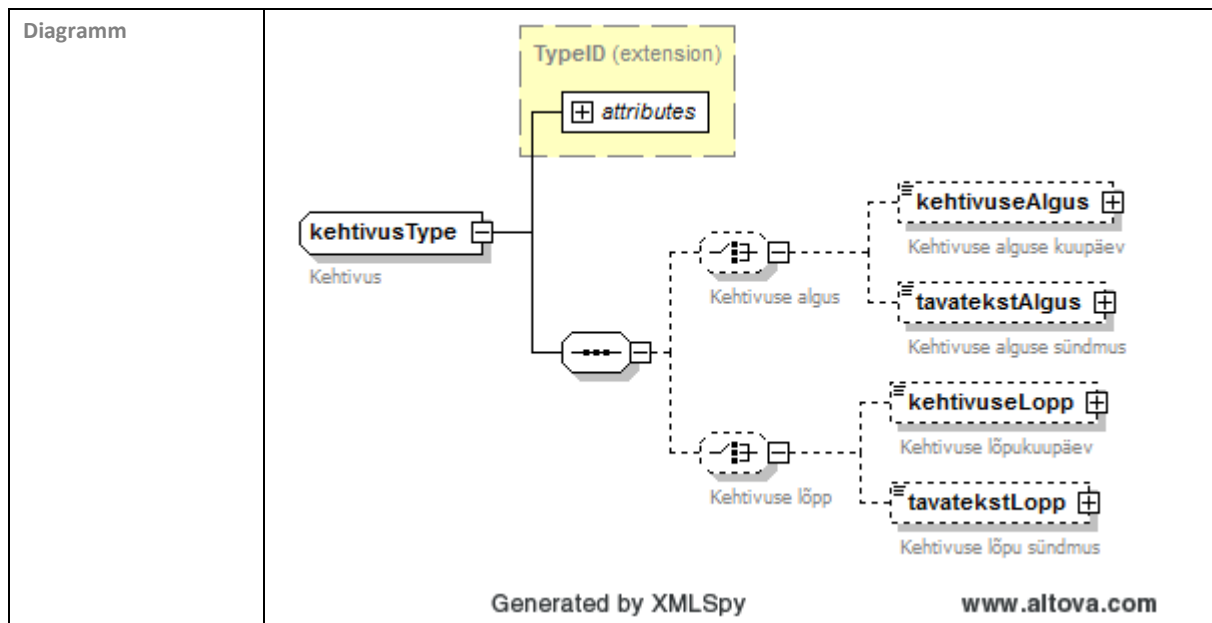 Diagramm
TypeID (extension)
attributes
kehtivusType
Kehtivus
Kehtivuse algus
kehtivuseAlgus
Kehtivuse alguse kuupäev
tavatekstAlgus
Kehtivuse alguse sündmus
Kehtivuse lõpp
kehtivuseLopp
Kehtivuse lõpukuupäev
tavatekstLopp
Kehtivuse lõpu sündmus
Generated by XMLSpy
www.altova.com